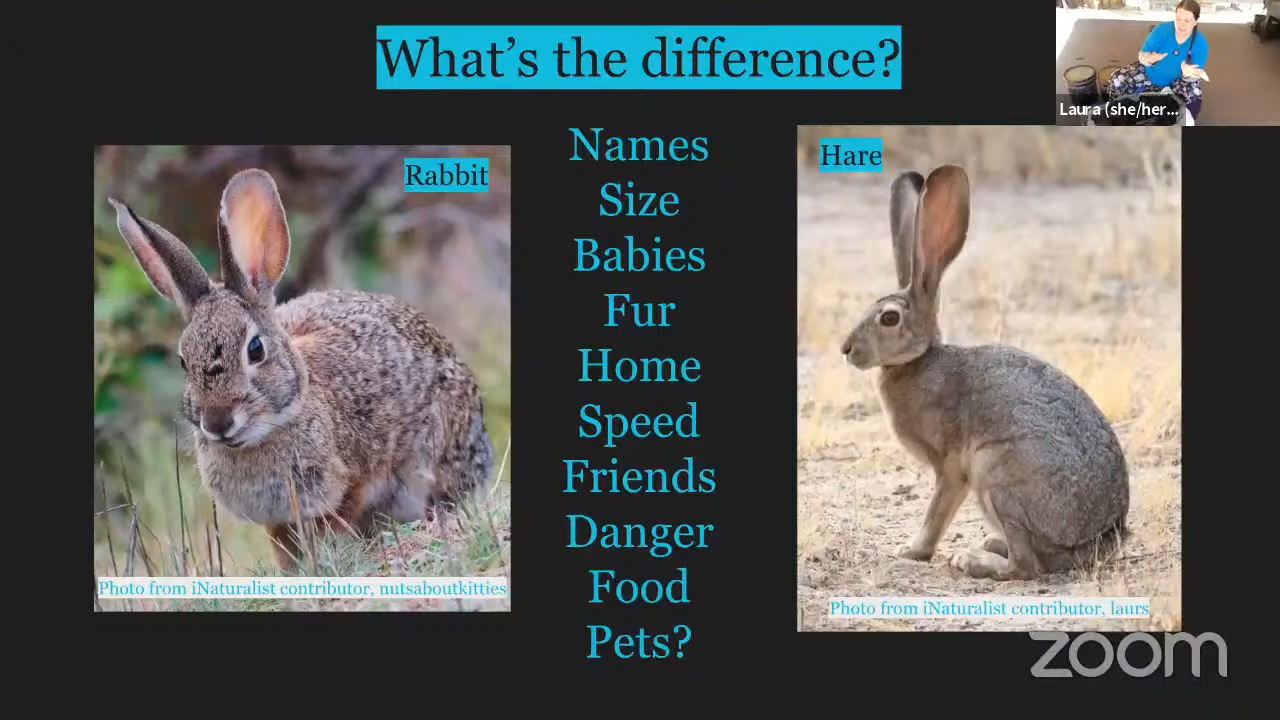 What's the difference?
Laura (she/her...
Rabbit
Names
Size
Babies
Fur
Home
Speed
Friends
Danger
Food
Pets?
Hare
Photo from iNaturalist contributor, nutsaboutkitties
Photo from iNaturalist contributor, laurs
zoom